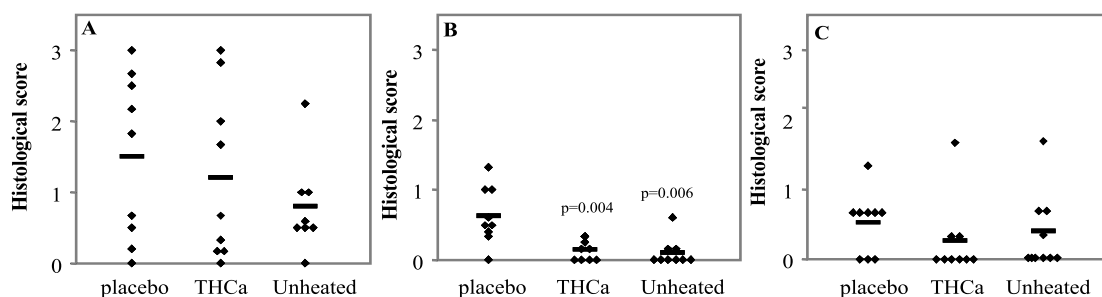 A
Histological score
3
2
1
0
placebo THCa Unheated
B
Histological score
3
2
1
0
p=0.004
p=0.006
placebo THCa Unheated
C
Histological score
3
2
1
0
placebo THCa Unheated